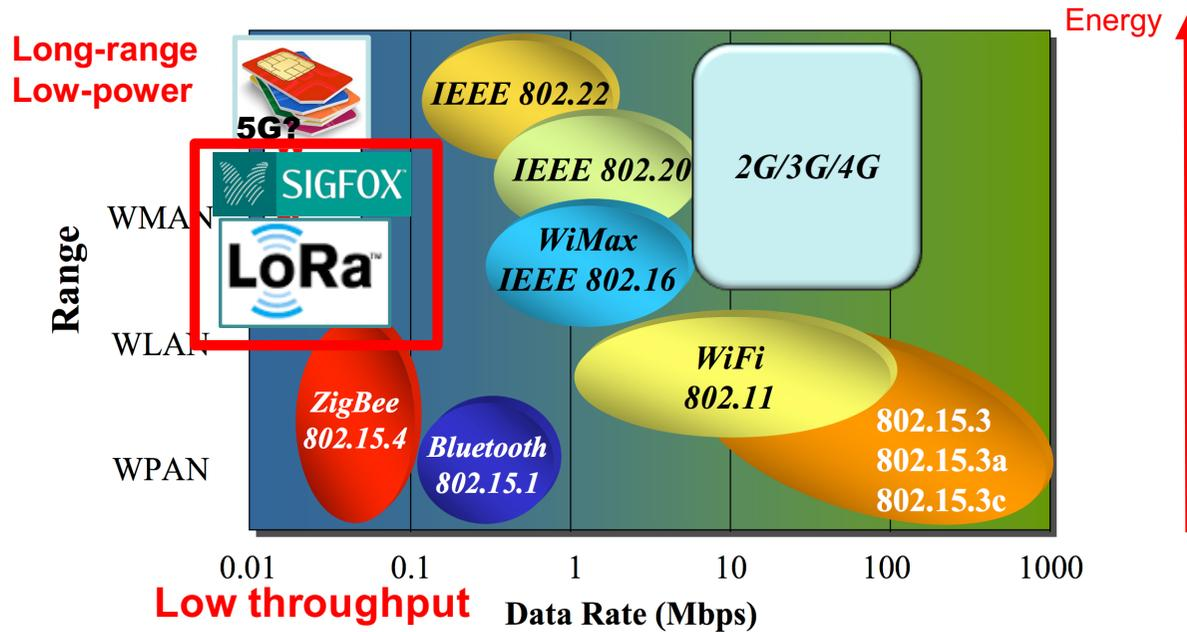 Energy
Long-range
Low-power
5G?
SIGFOX
LoRa™
IEEE 802.22
IEEE 802.20
2G/3G/4G
WiMax
IEEE 802.16
WiFi
802.11
ZigBee
802.15.4
Bluetooth
802.15.1
802.15.3
802.15.3a
802.15.3c
Range
WMAN
WLAN
WPAN
0.01 0.1 1 10 100 1000
Low throughput
Data Rate (Mbps)